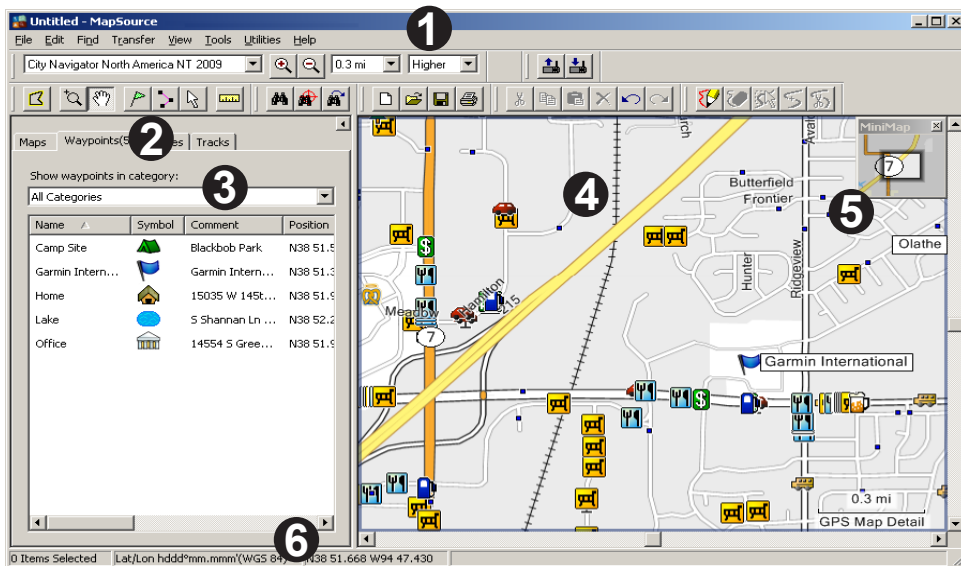 Untitled - MapSource
1
File Edit Find Transfer View Tools Utilities Help
City Navigator North America NT 2009 0.3 mi Higher
2
Maps Waypoints(5 es Tracks
Show waypoints in category:
3
All Categories
Name Symbol Comment Position
Camp Site Blackbob Park N38 51.5
Garmin Intern... Garmin Intern... N38 51.3
Home 15035 W 145t... N38 51.9
Lake S Shannan Ln ... N38 52.2
Office 14554 S Gree... N38 51.9
MiniMap
7
4
5
Butterfield
Frontier
Olathe
Hunter
Ridgeview
Hamilton
Meadow
215
7
Garmin International
0.3 mi
GPS Map Detail
6
0 Items Selected Lat/Lon hddd°mm.mmm'(WGS 84) N38 51.668 W94 47.430